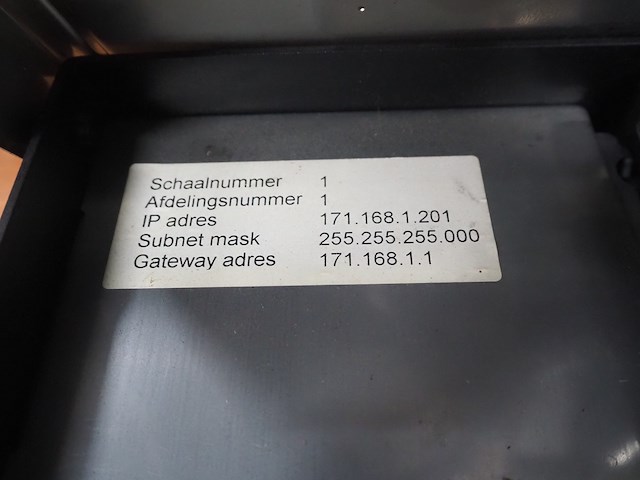 Schaalnummer 1
Afdelingsnummer 1
IP adres 171.168.1.201
Subnet mask 255.255.255.000
Gateway adres 171.168.1.1